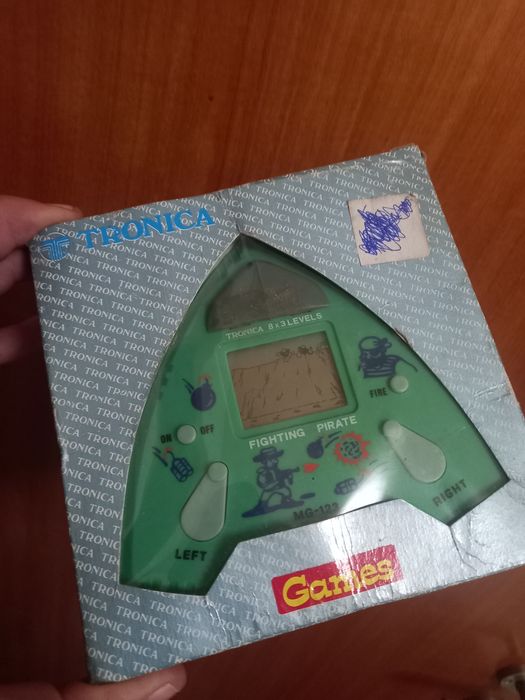 TRONICA
TRONICA 8x3 LEVELS
FIRE
ON OFF
FIGHTING PIRATE
LEFT
RIGHT
Games